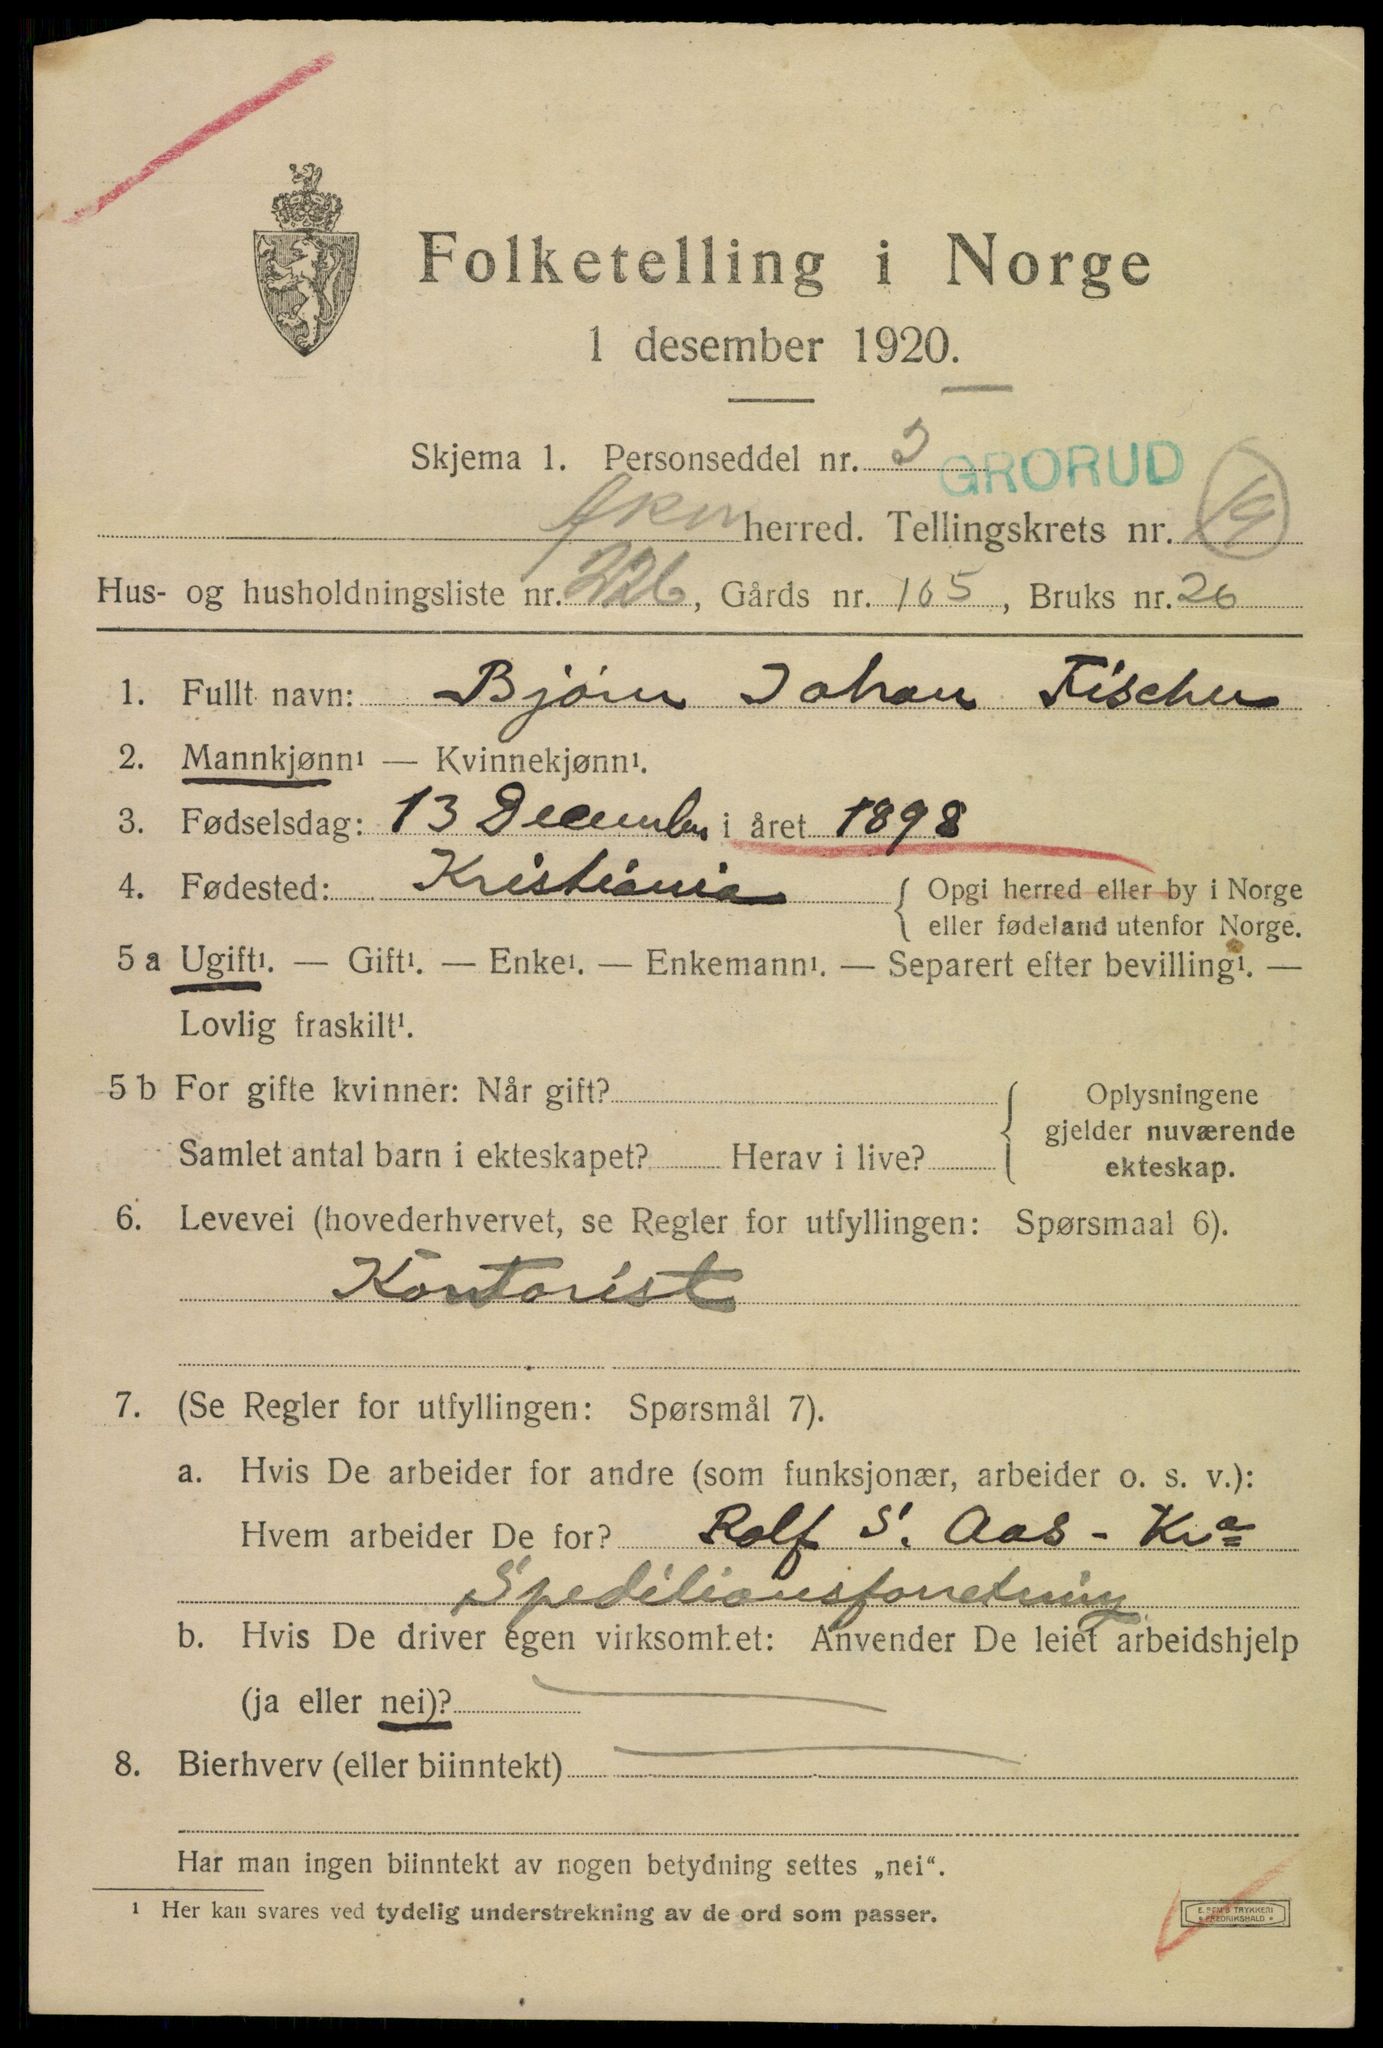 Folketelling i Norge
1 desember 1920.
Skjema 1. Personseddel nr. 3 GRORUD
Aker herred. Tellingskrets nr. 19
Hus- og husholdningsliste nr. 226, Gårds nr. 105, Bruks nr. 26
1. Fullt navn: Bjørn Johan Fischer
2. Mannkjønn¹ — Kvinnekjønn¹.
3. Fødselsdag: 13 December i året 1898
4. Fødested: Kristiania { Opgi herred eller by i Norge
eller fødeland utenfor Norge.
5 a Ugift¹. — Gift¹. — Enke¹. — Enkemann¹. — Separert efter bevilling¹. —
Lovlig fraskilt¹.
5 b For gifte kvinner: Når gift? { Oplysningene
gjelder nuværende
Samlet antal barn i ekteskapet? Herav i live? ekteskap.
6. Levevei (hovederhvervet, se Regler for utfyllingen: Spørsmaal 6).
Kontorist
7. (Se Regler for utfyllingen: Spørsmål 7).
a. Hvis De arbeider for andre (som funksjonær, arbeider o. s. v.):
Hvem arbeider De for? Rolf S. Aas - Kra
Speditionsforretning
b. Hvis De driver egen virksomhet: Anvender De leiet arbeidshjelp
(ja eller nei)?
8. Bierhverv (eller biinntekt)
Har man ingen biinntekt av nogen betydning settes „nei".
¹ Her kan svares ved tydelig understrekning av de ord som passer.
E. SEM'S TRYKKERI
FREDRIKSHALD